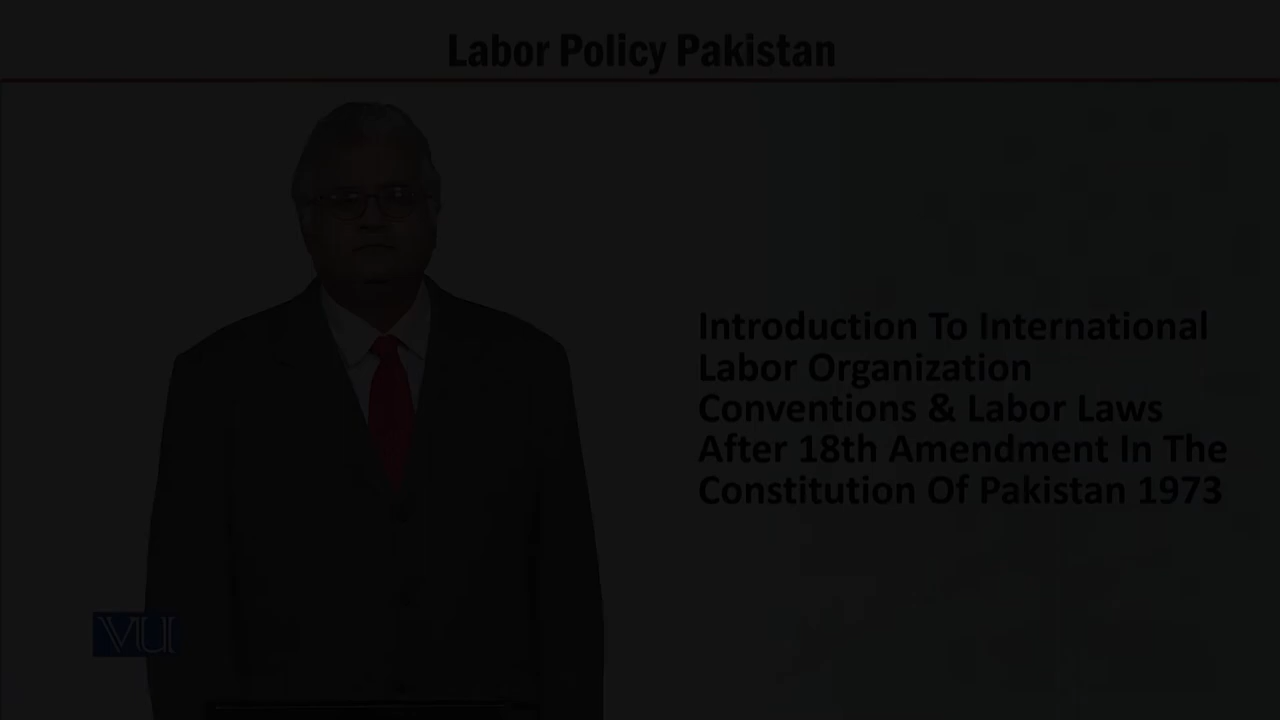 Labor Policy Pakistan
Introduction To International
Labor Organization
Conventions & Labor Laws
After 18th Amendment In The
Constitution Of Pakistan 1973
VU